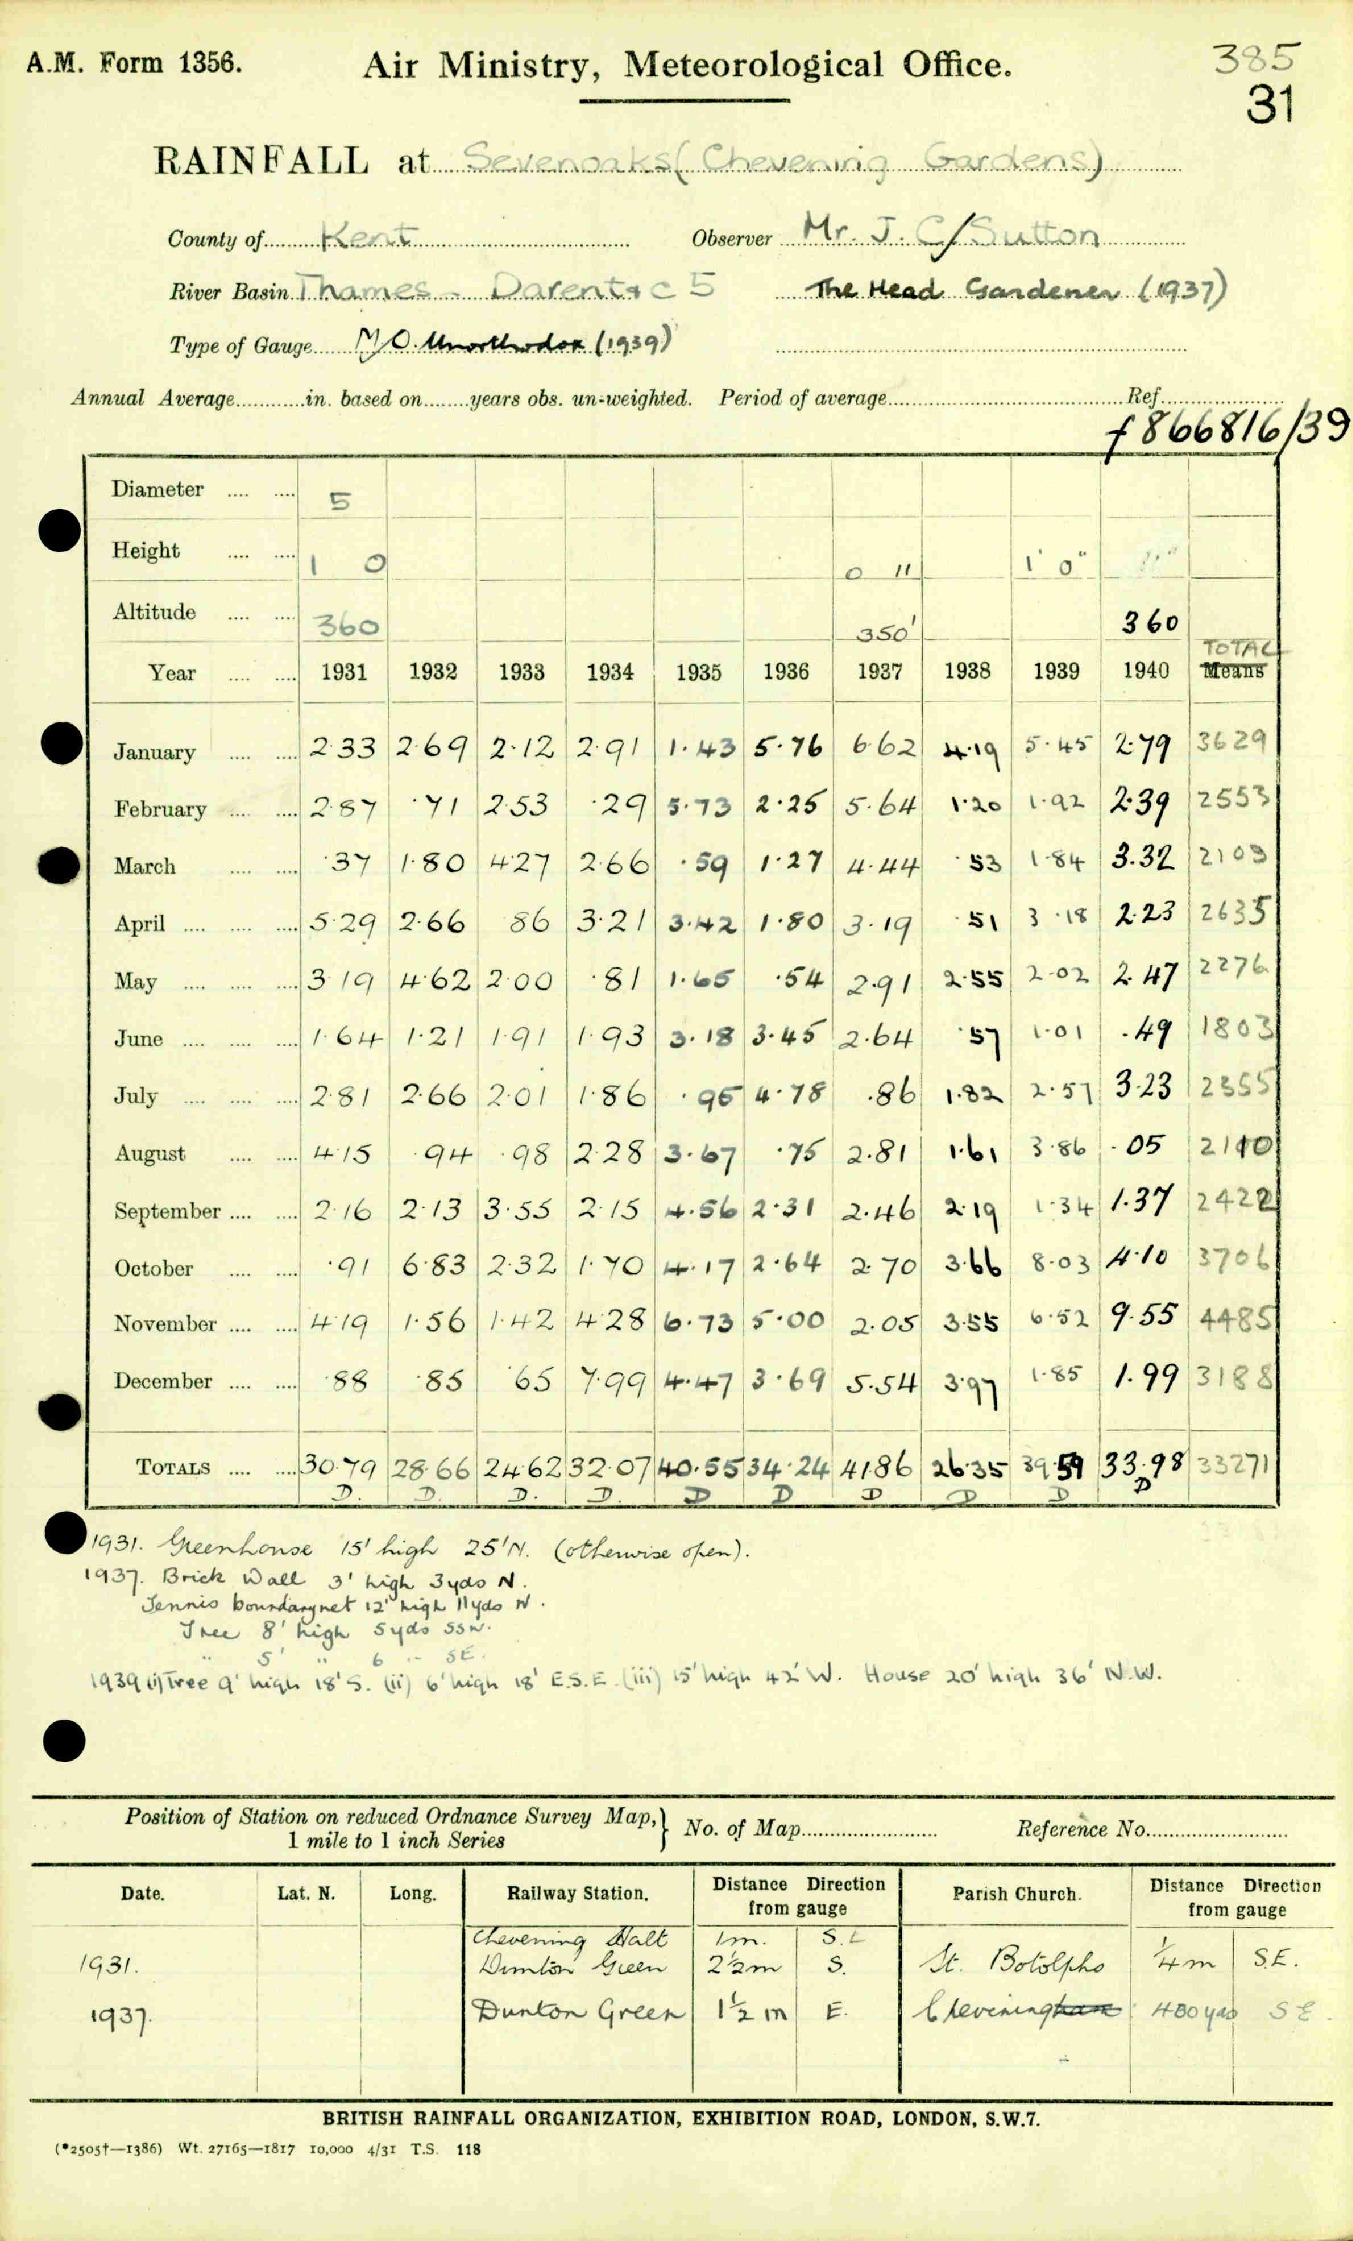 A.M. Form 1356.
Air Ministry, Meteorological Office.
385
31
RAINFALL at Sevenoaks (Chevening Gardens)
County of Kent Observer Mr. J. C/Sutton
River Basin Thames - Darent &c 5 The Head Gardener (1937)
Type of Gauge M/O. Unorthodox (1939)
Annual Average in. based on years obs. un-weighted. Period of average Ref.
f 866816/39
Diameter 5
Height 1 0 0 11 1' 0" 11"
Altitude 360 350' 360
Year 1931 1932 1933 1934 1935 1936 1937 1938 1939 1940 TOTAL Means
January 2·33 2·69 2·12 2·91 1·43 5·76 6·62 4·19 5·45 2·79 3629
February 2·87 ·71 2·53 ·29 5·73 2·25 5·64 1·20 1·92 2·39 2553
March ·37 1·80 4·27 2·66 ·59 1·27 4·44 ·53 1·84 3·32 2109
April 5·29 2·66 86 3·21 3·42 1·80 3·19 ·51 3·18 2·23 2635
May 3·19 4·62 2·00 ·81 1·65 ·54 2·91 2·55 2·02 2·47 2276
June 1·64 1·21 1·91 1·93 3·18 3·45 2·64 ·57 1·01 ·49 1803
July 2·81 2·66 2·01 1·86 ·95 4·78 ·86 1·82 2·57 3·23 2355
August 4·15 ·94 ·98 2·28 3·67 ·75 2·81 1·61 3·86 ·05 2110
September 2·16 2·13 3·55 2·15 4·56 2·31 2·46 2·19 1·34 1·37 2422
October ·91 6·83 2·32 1·70 4·17 2·64 2·70 3·66 8·03 4·10 3706
November 4·19 1·56 1·42 4·28 6·73 5·00 2·05 3·55 6·52 9·55 4485
December ·88 ·85 ·65 7·99 4·47 3·69 5·54 3·97 1·85 1·99 3188
TOTALS 30·79 28·66 24·62 32·07 40·55 34·24 41·86 26·35 39·59 33·98 33271
D. D. D. D. D D D D D D
1931. Greenhouse 15' high 25' N. (otherwise open).
1937. Brick Wall 3' high 3yds N.
Tennis boundary net 12' high 11yds N.
Tree 8' high 5yds SSW.
" 5' " 6 " SE.
1939 (i) Tree 9' high 18' S. (ii) 6' high 18' E.S.E. (iii) 15' high 42' W. House 20' high 36' N.W.
Position of Station on reduced Ordnance Survey Map,
1 mile to 1 inch Series
No. of Map Reference No.
Date. Lat. N. Long. Railway Station. Distance Direction from gauge Parish Church. Distance Direction from gauge
Chevening Halt 1m. S.E
1931. Dunton Green 2½m S. St. Botolphs ¼m S.E.
1937. Dunton Green 1½ m E. Cheveningham 400 yds S E.
BRITISH RAINFALL ORGANIZATION, EXHIBITION ROAD, LONDON, S.W.7.
(*2505†—1386) Wt. 27165—1817 10,000 4/31 T.S. 118